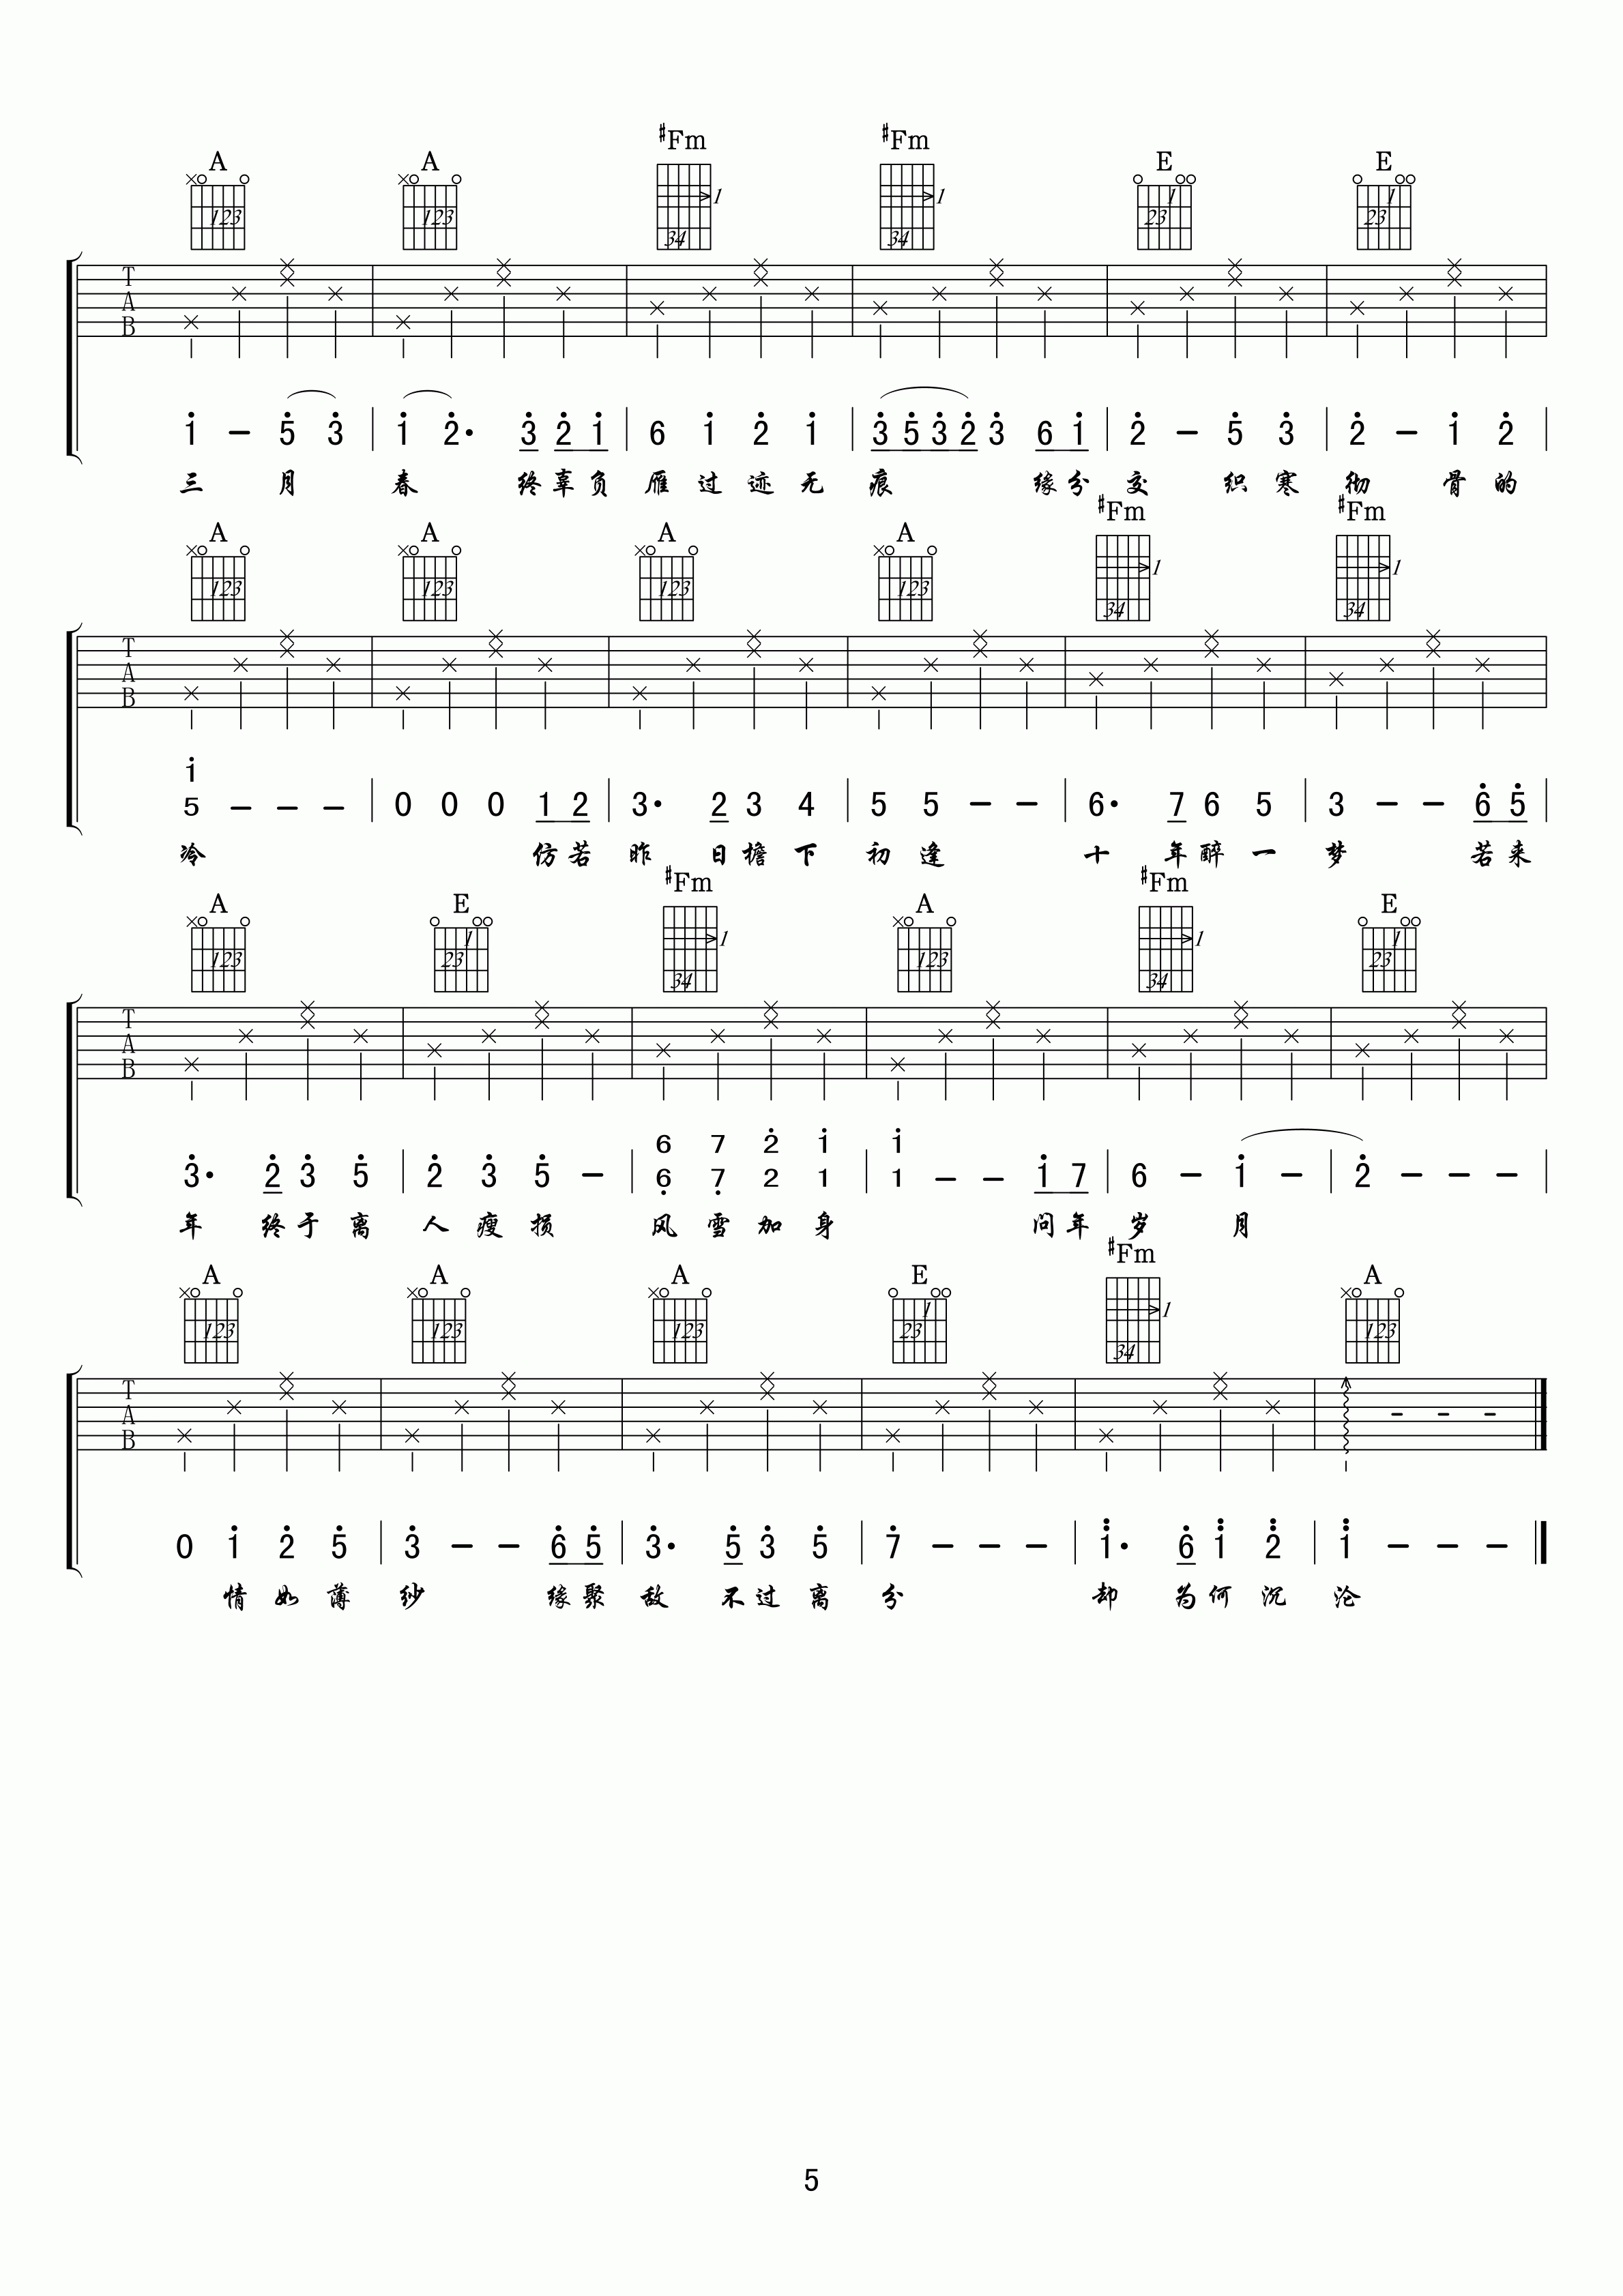 A A #Fm #Fm E E
T A B
1 - 5 3 | 1 2· 3 2 1 | 6 1 2 1 | 3 5 3 2 3 6 1 | 2 - 5 3 | 2 - 1 2 |
三 月 春 终 辜 负 雁 过 迹 无 痕 缘 分 交 织 寒 彻 骨 的
A A A A #Fm #Fm
T A B
1
5 - - - | 0 0 0 1 2 | 3· 2 3 4 | 5 5 - - | 6· 7 6 5 | 3 - - 6 5 |
冷 仿 若 昨 日 檐 下 初 逢 十 年 醉 一 梦 若 来
A E #Fm A #Fm E
T A B
6 7 2 1 1
3· 2 3 5 | 2 3 5 - | 6 7 2 1 | 1 - - 1 7 | 6 - 1 - | 2 - - - |
年 终 于 离 人 瘦 损 风 雪 加 身 问 年 岁 月
A A A E #Fm A
T A B
0 1 2 5 | 3 - - 6 5 | 3· 5 3 5 | 7 - - - | 1· 6 1 2 | 1 - - - |
情 如 薄 纱 缘 聚 敌 不 过 离 分 却 为 何 沉 沦
5